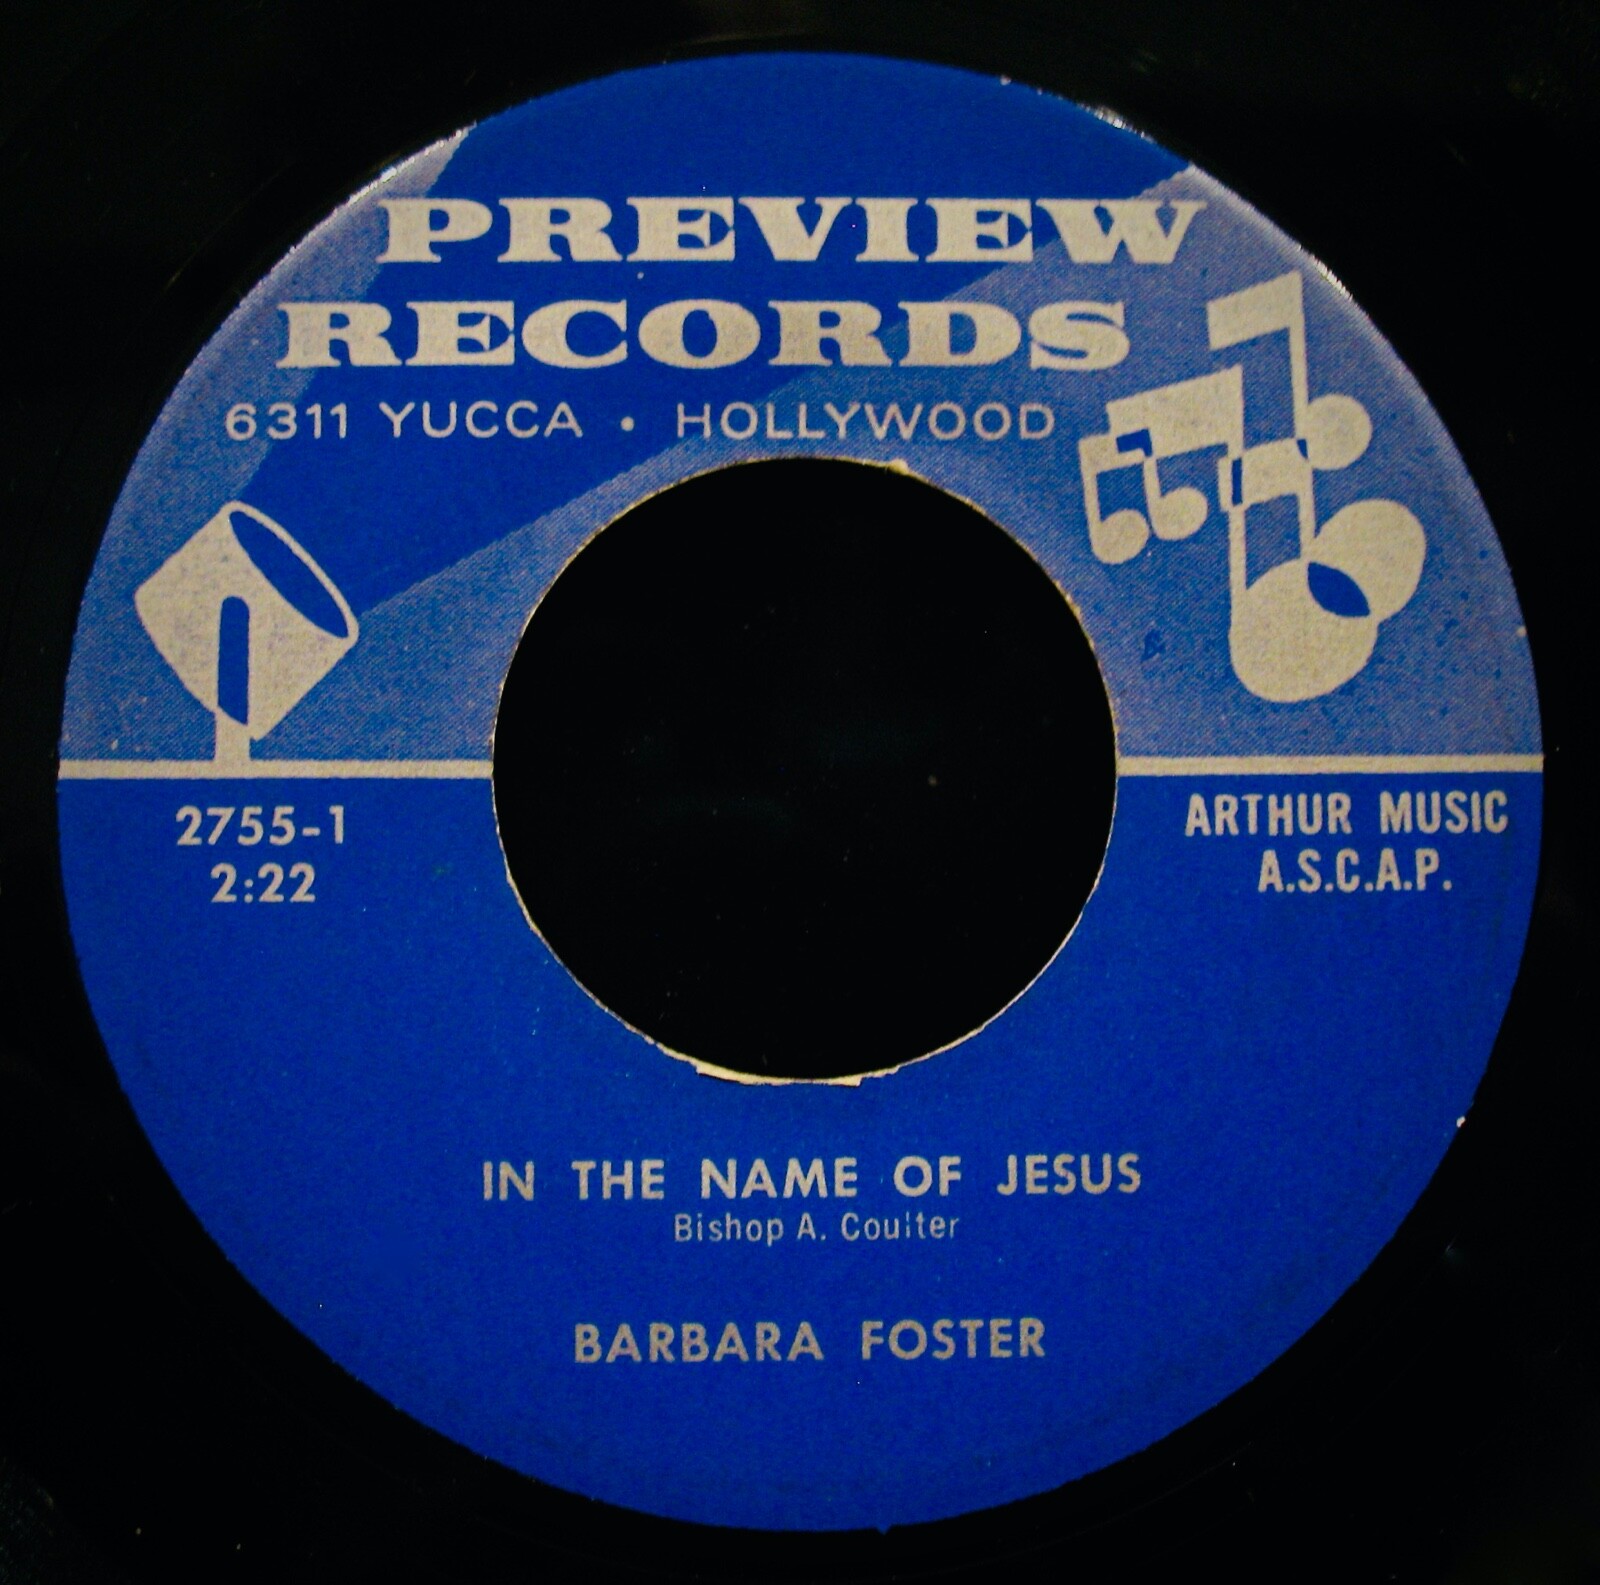 PREVIEW
RECORDS
6311 YUCCA • HOLLYWOOD
2755-1
2:22
ARTHUR MUSIC
A.S.C.A.P.
IN THE NAME OF JESUS
Bishop A. Coulter
BARBARA FOSTER